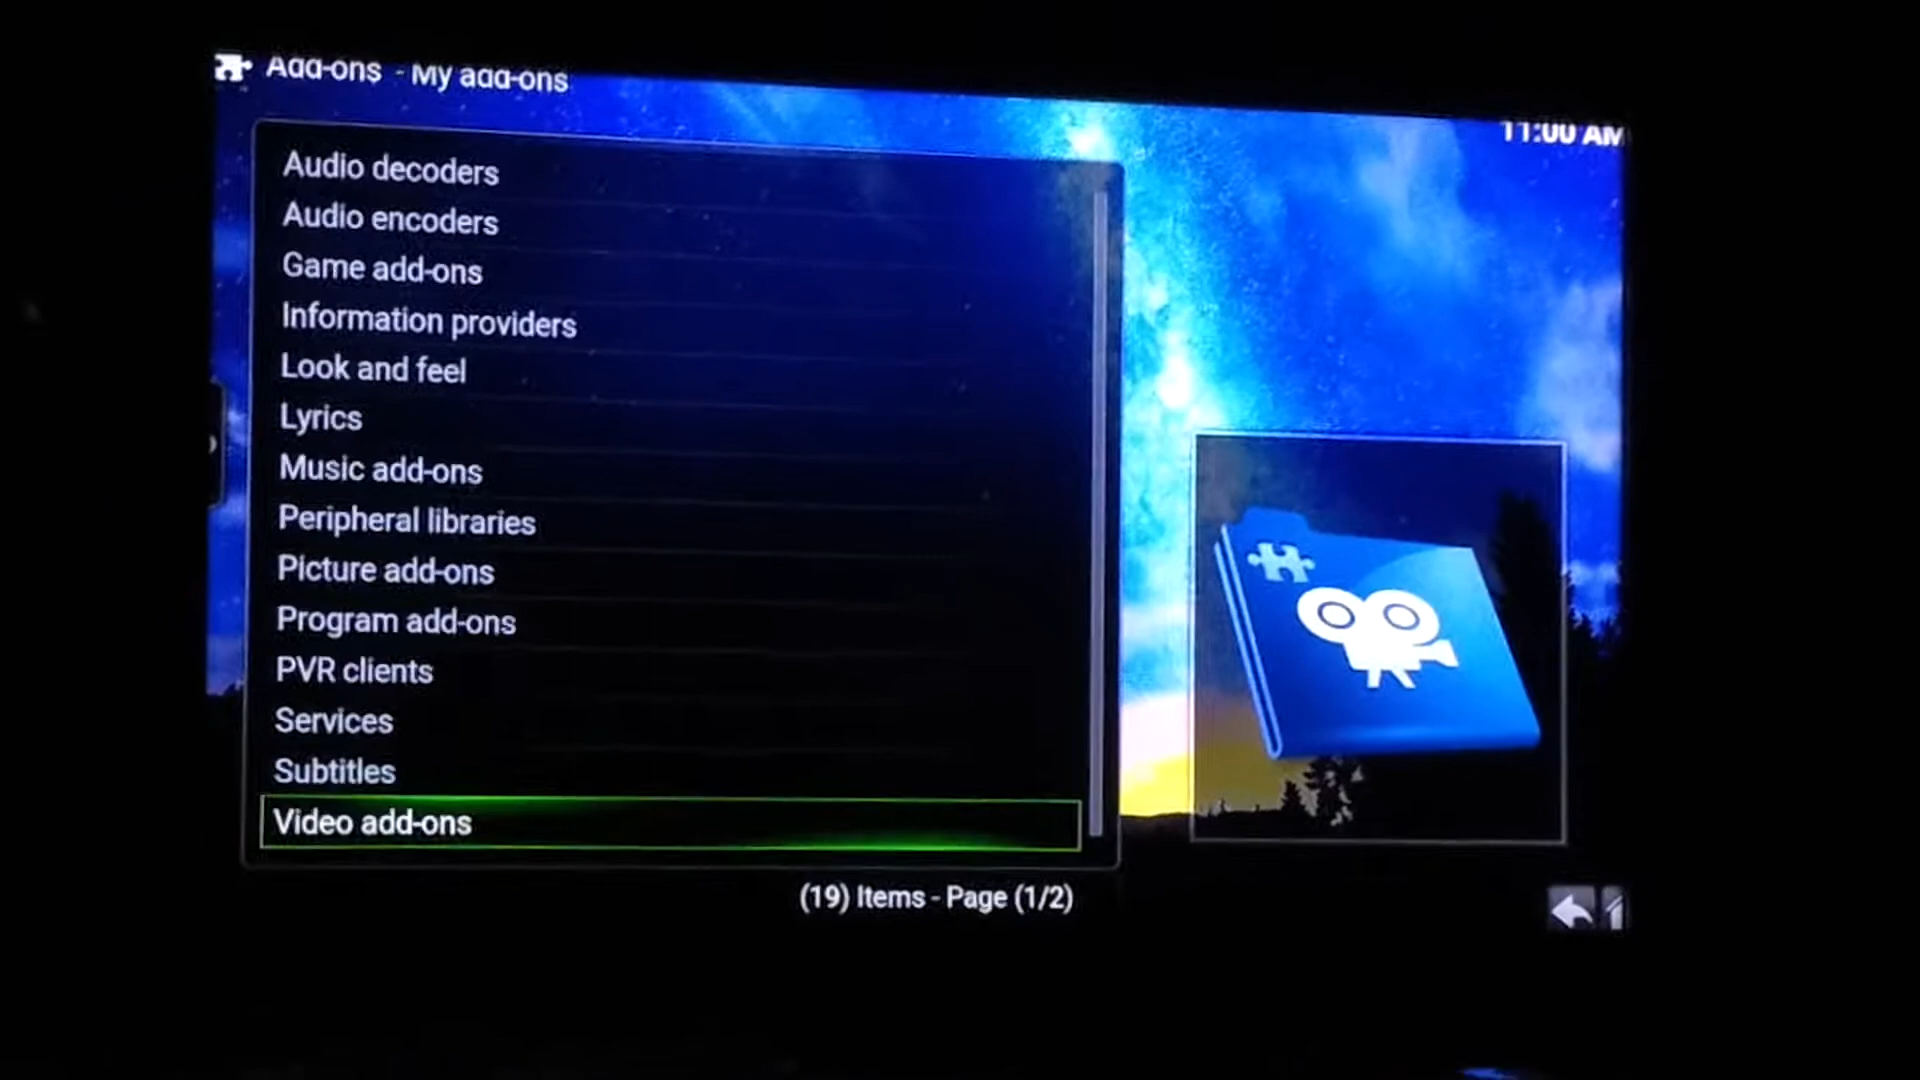 Add-ons - My add-ons
11:00 AM
Audio decoders
Audio encoders
Game add-ons
Information providers
Look and feel
Lyrics
Music add-ons
Peripheral libraries
Picture add-ons
Program add-ons
PVR clients
Services
Subtitles
Video add-ons
(19) Items - Page (1/2)